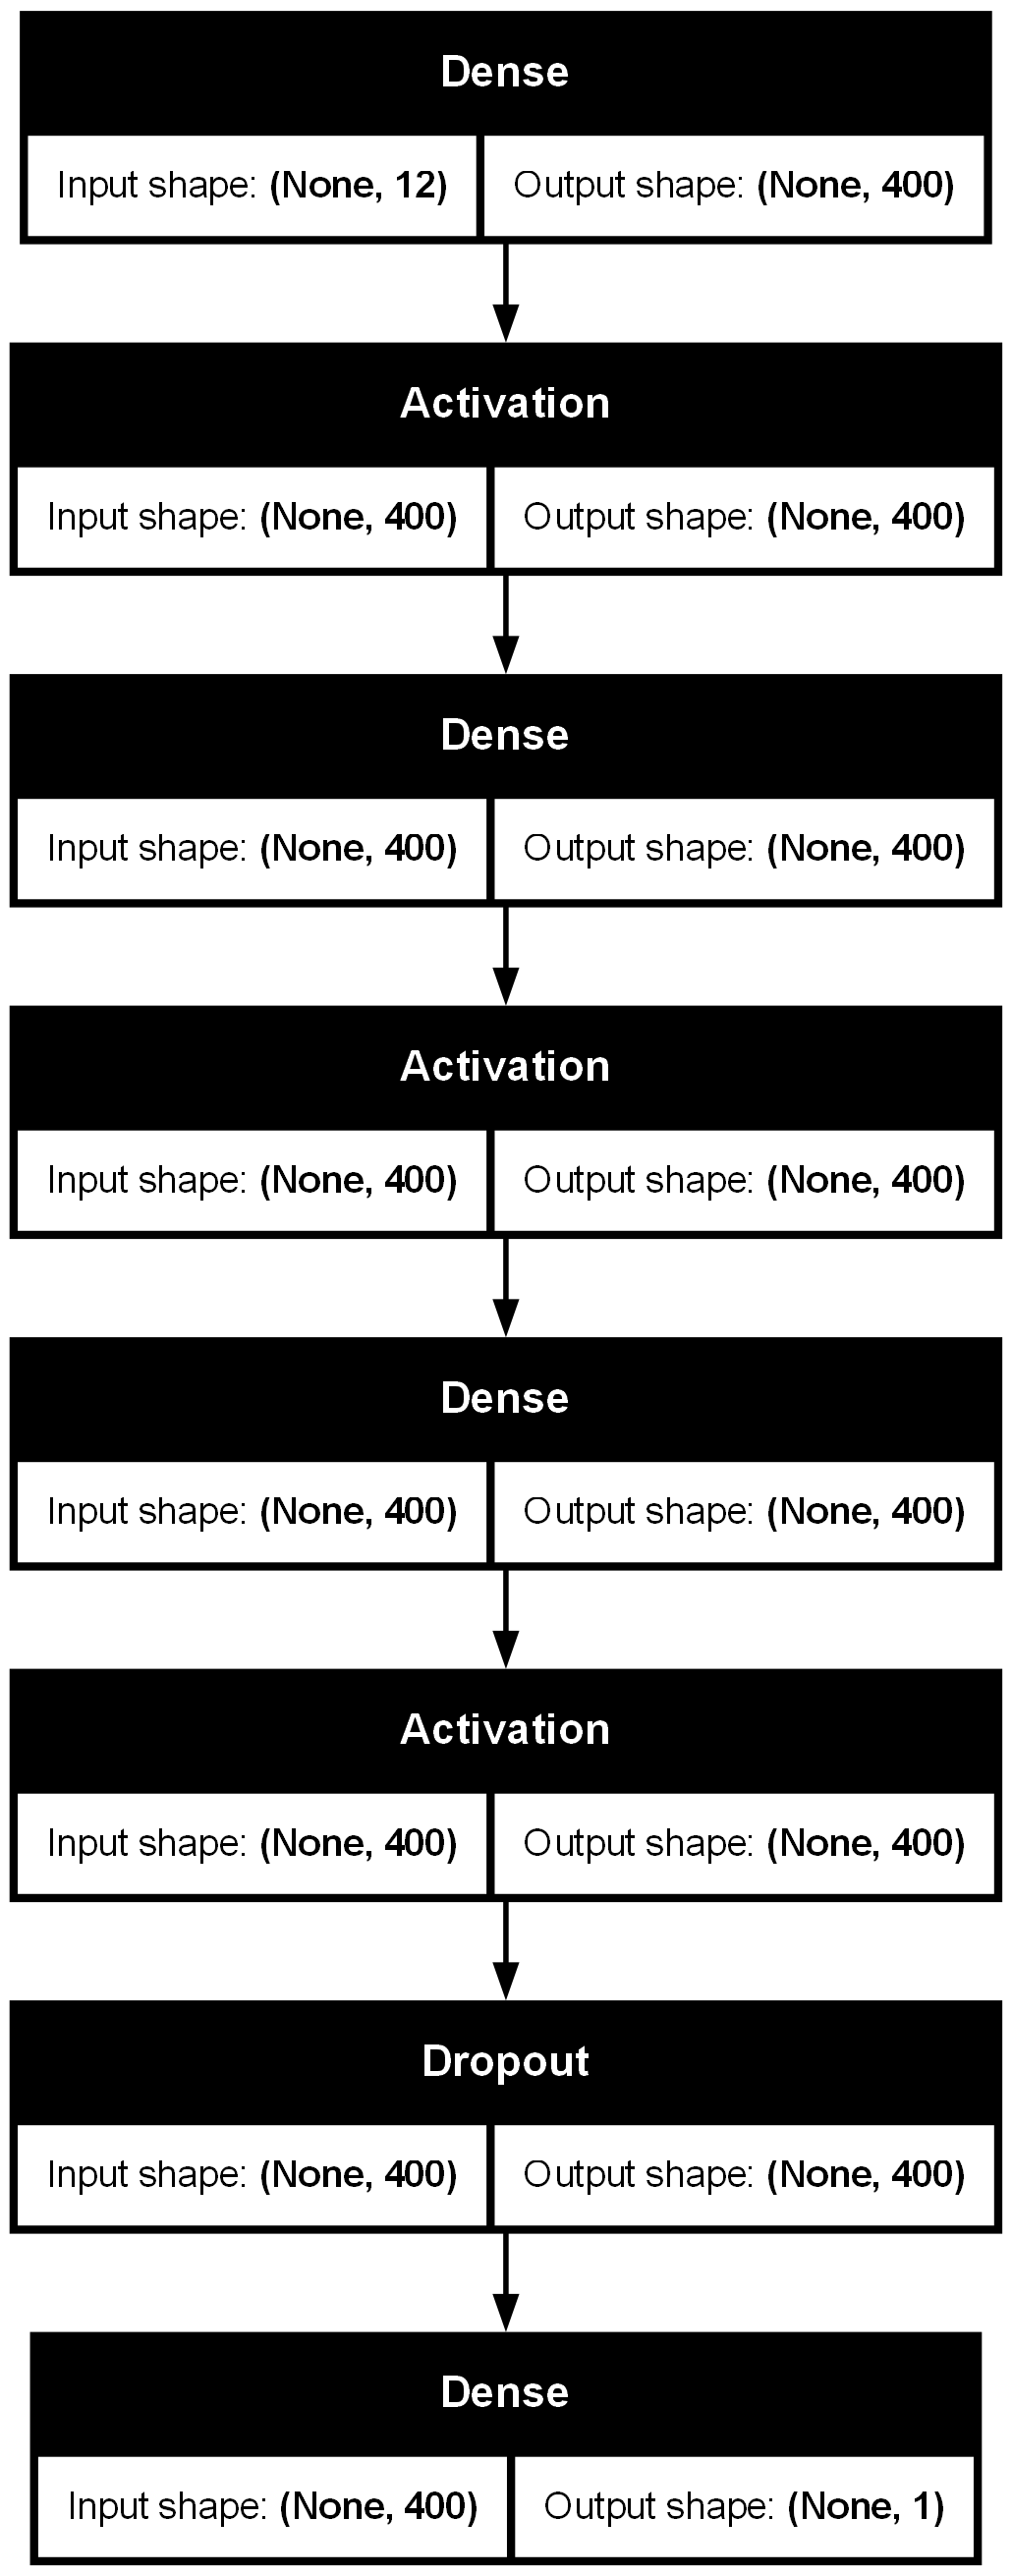 Dense
Input shape: (None, 12) Output shape: (None, 400)
Activation
Input shape: (None, 400) Output shape: (None, 400)
Dense
Input shape: (None, 400) Output shape: (None, 400)
Activation
Input shape: (None, 400) Output shape: (None, 400)
Dense
Input shape: (None, 400) Output shape: (None, 400)
Activation
Input shape: (None, 400) Output shape: (None, 400)
Dropout
Input shape: (None, 400) Output shape: (None, 400)
Dense
Input shape: (None, 400) Output shape: (None, 1)